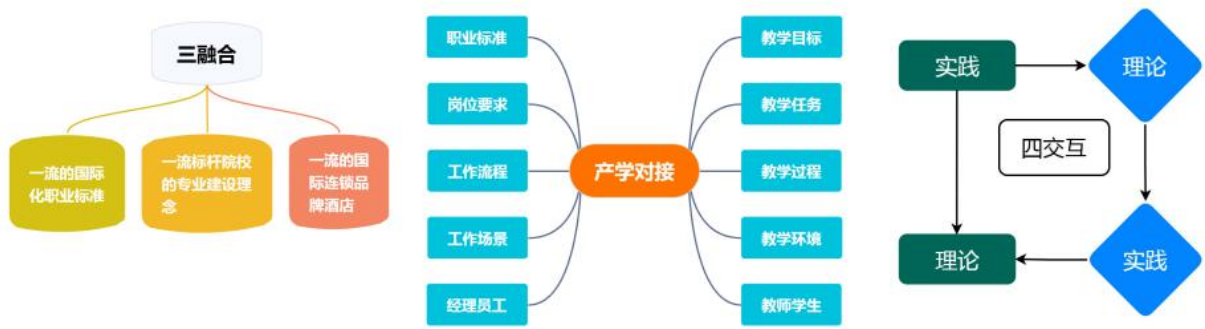 三融合
一流的国际
化职业标准
一流标杆院校
的专业建设理
念
一流的国
际连锁品
牌酒店
职业标准
岗位要求
工作流程
工作场景
经理员工
产学对接
教学目标
教学任务
教学过程
教学环境
教师学生
实践
理论
四交互
理论
实践